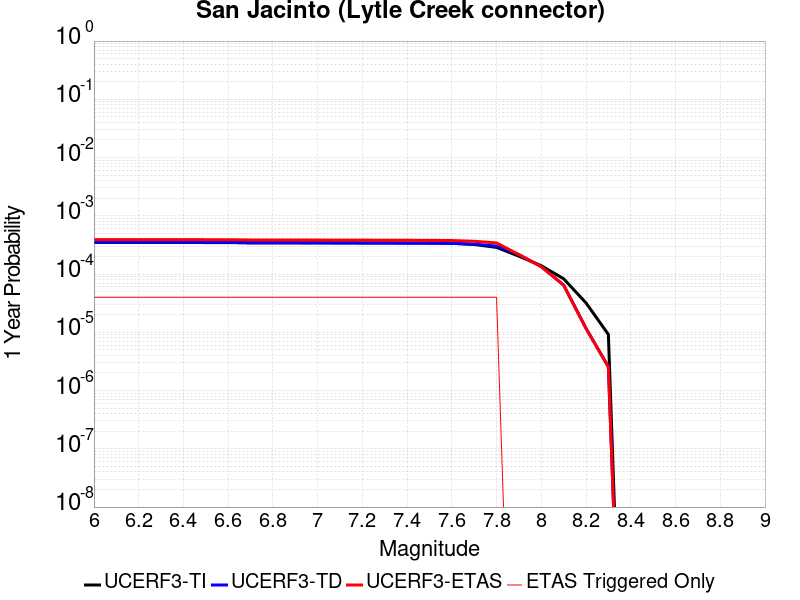 San Jacinto (Lytle Creek connector)
10 0
10 -1
10 -2
10 -3
10 -4
10 -5
10 -6
10 -7
10 -8
1 Year Probability
6 6.2 6.4 6.6 6.8 7 7.2 7.4 7.6 7.8 8 8.2 8.4 8.6 8.8 9
Magnitude
UCERF3-TI UCERF3-TD UCERF3-ETAS ETAS Triggered Only